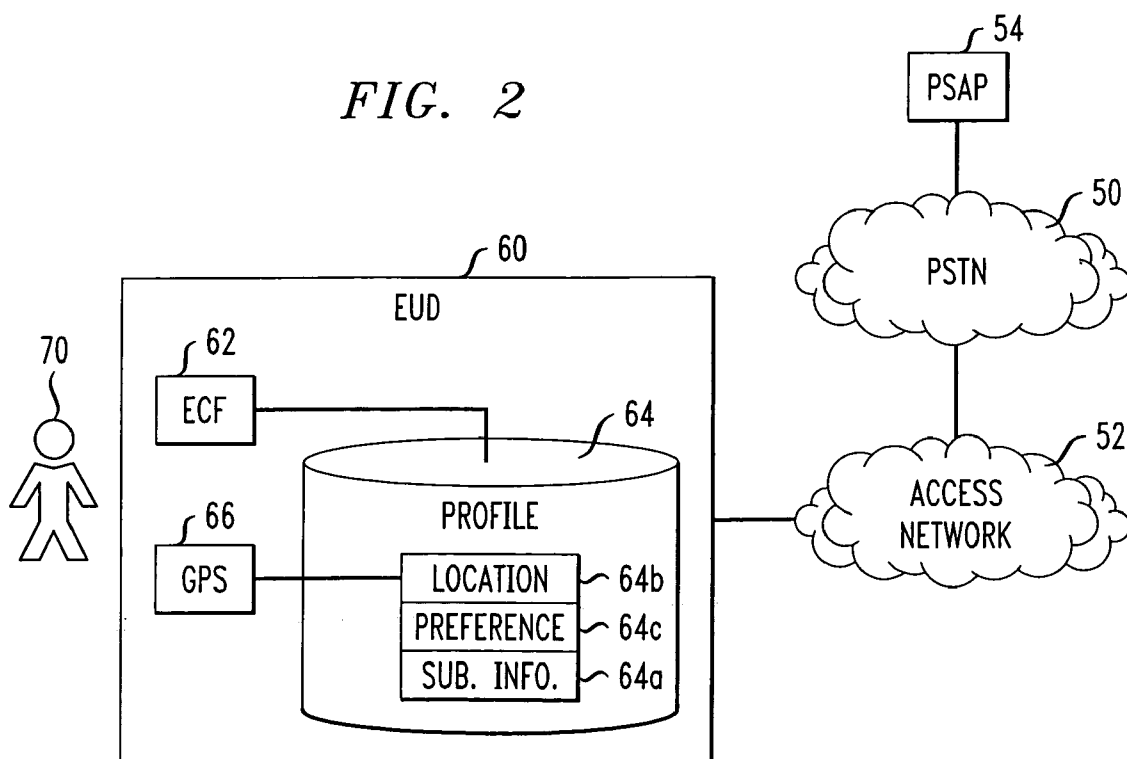 FIG. 2
54
PSAP
50
PSTN
60
EUD
70
62
ECF
64
52
PROFILE
ACCESS
NETWORK
66
GPS
LOCATION
64b
PREFERENCE
64c
SUB. INFO.
64a